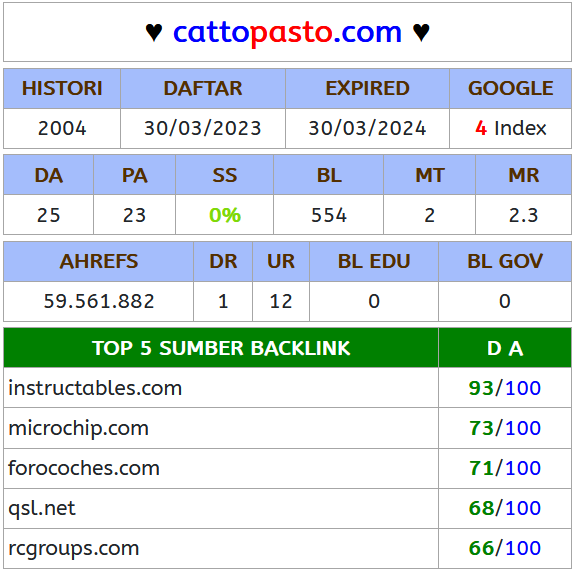 ♥ cattopasto.com ♥
HISTORI DAFTAR EXPIRED GOOGLE
2004 30/03/2023 30/03/2024 4 Index
DA PA SS BL MT MR
25 23 0% 554 2 2.3
AHREFS DR UR BL EDU BL GOV
59.561.882 1 12 0 0
TOP 5 SUMBER BACKLINK D A
instructables.com 93/100
microchip.com 73/100
forocoches.com 71/100
qsl.net 68/100
rcgroups.com 66/100